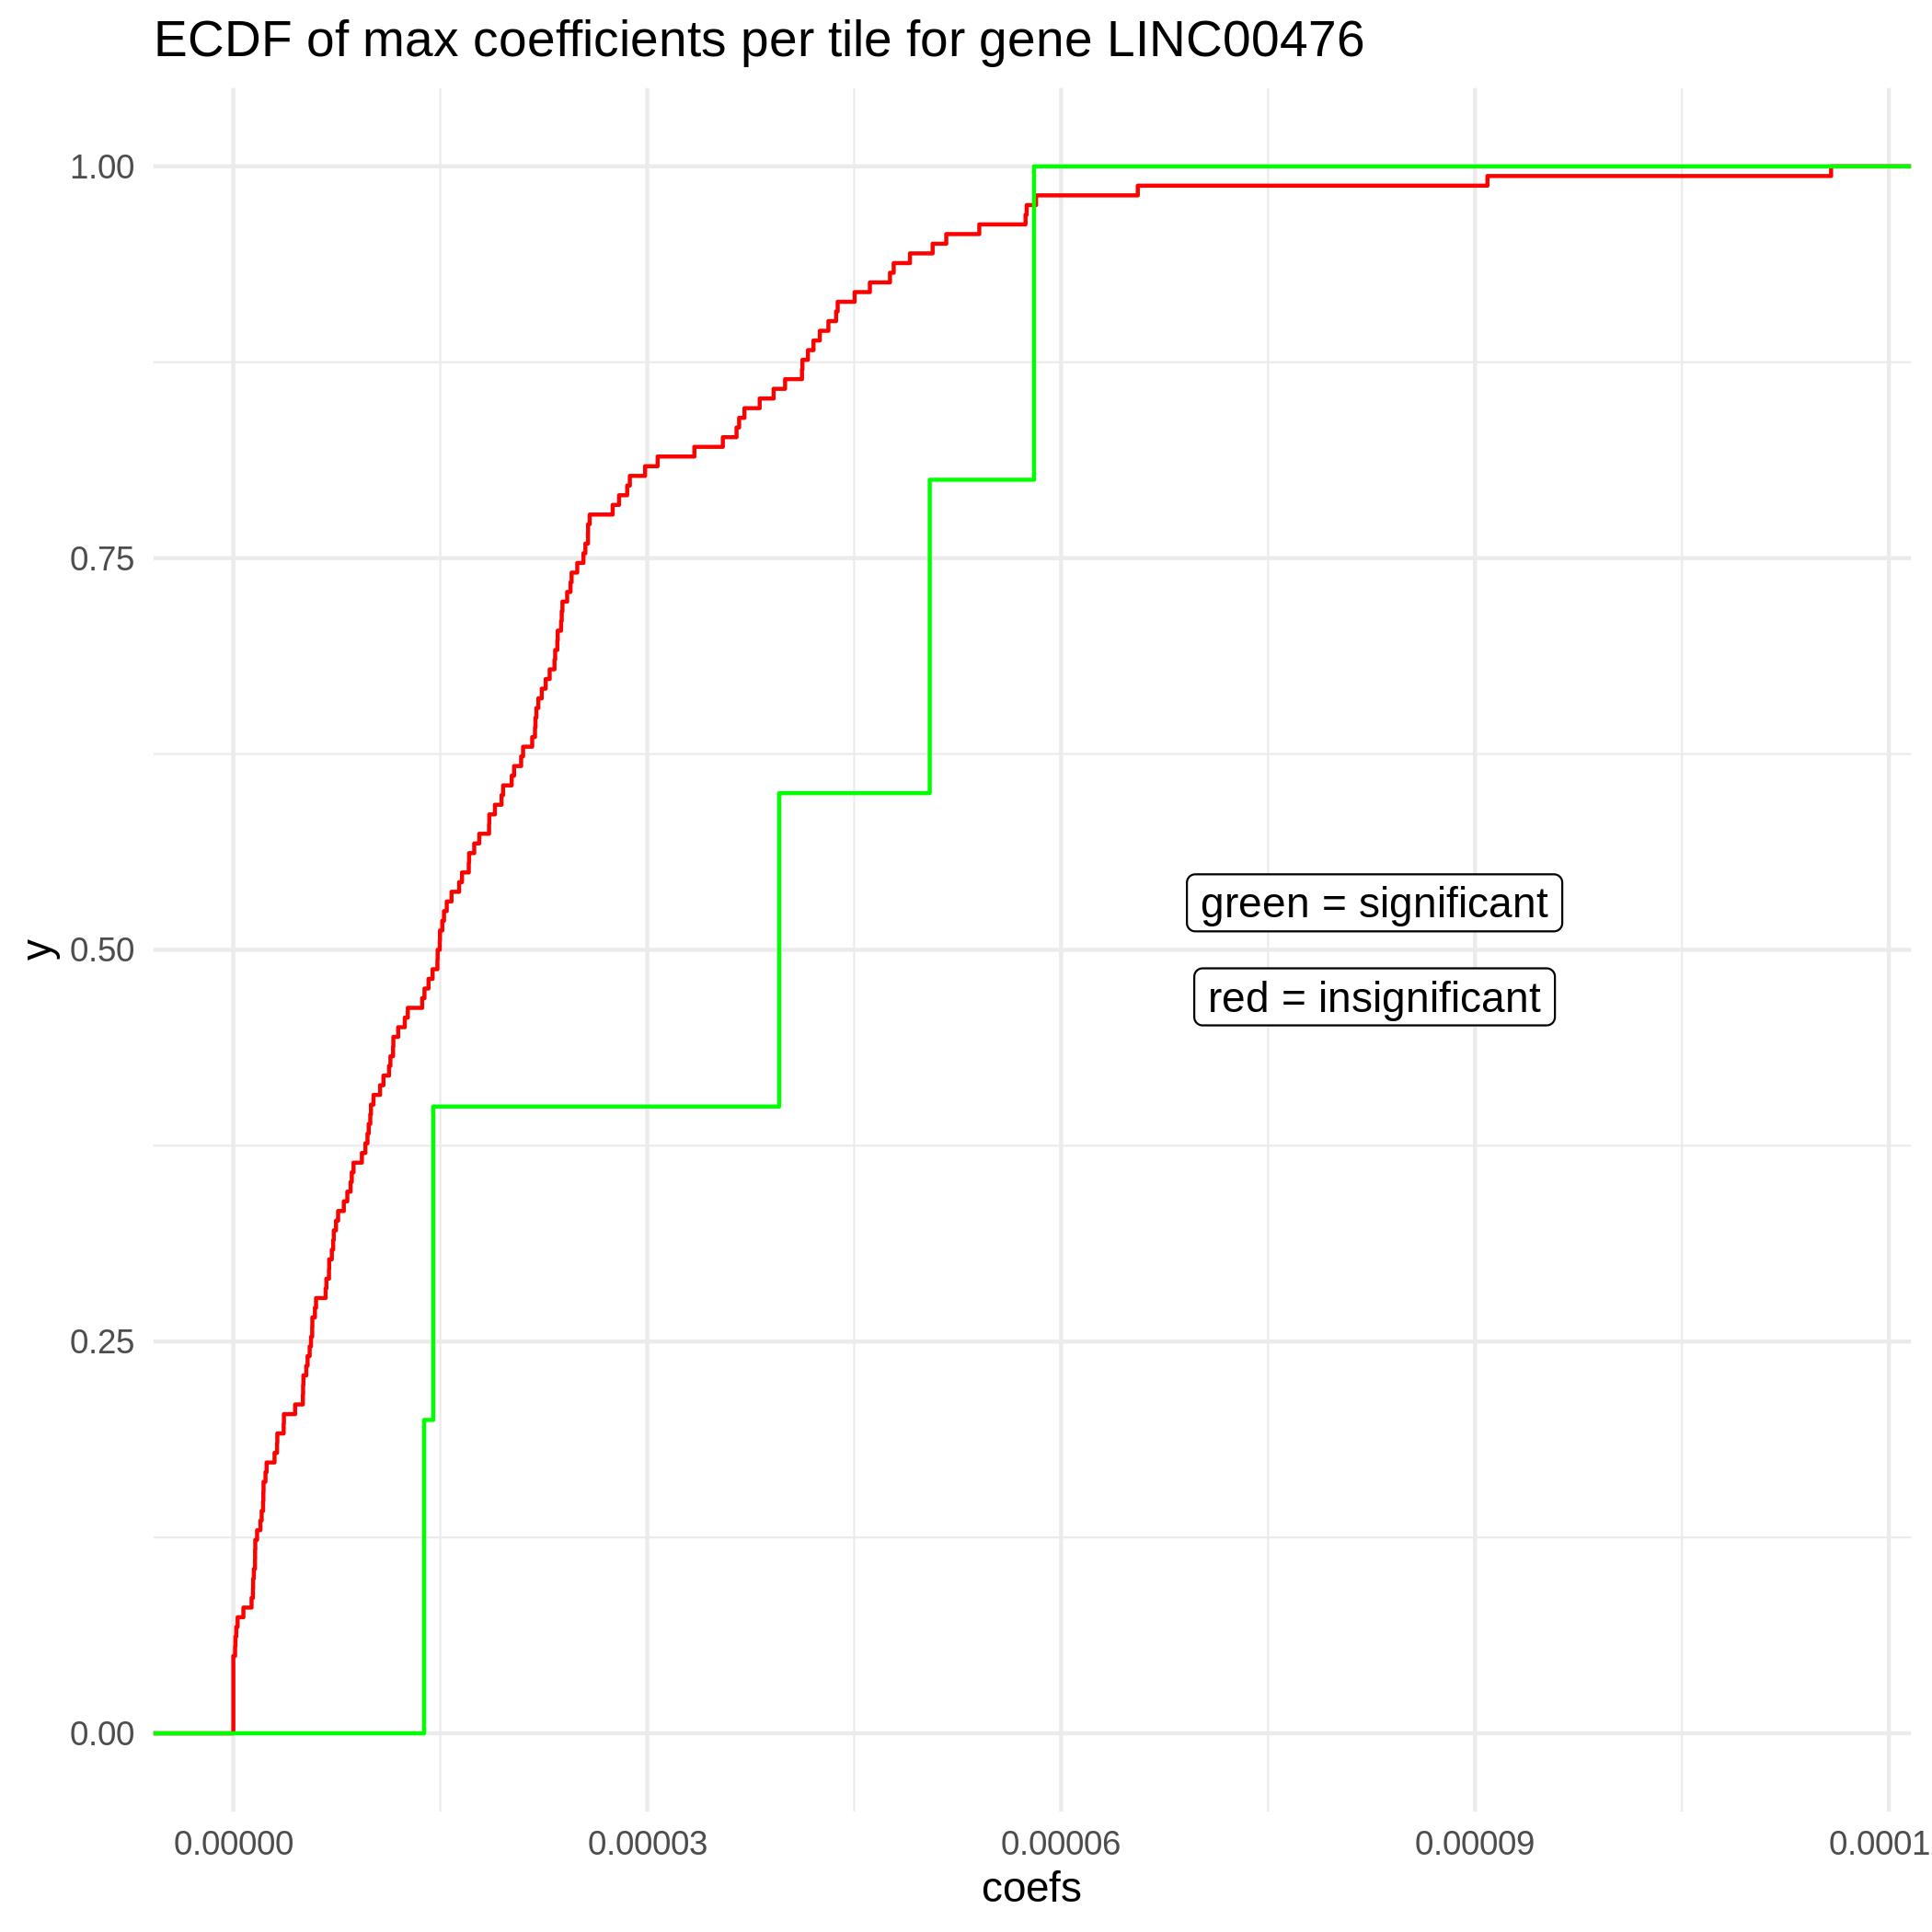 ECDF of max coefficients per tile for gene LINC00476
1.00
0.75
0.50
0.25
0.00
y
green = significant
red = insignificant
0.00000 0.00003 0.00006 0.00009 0.0001
coefs